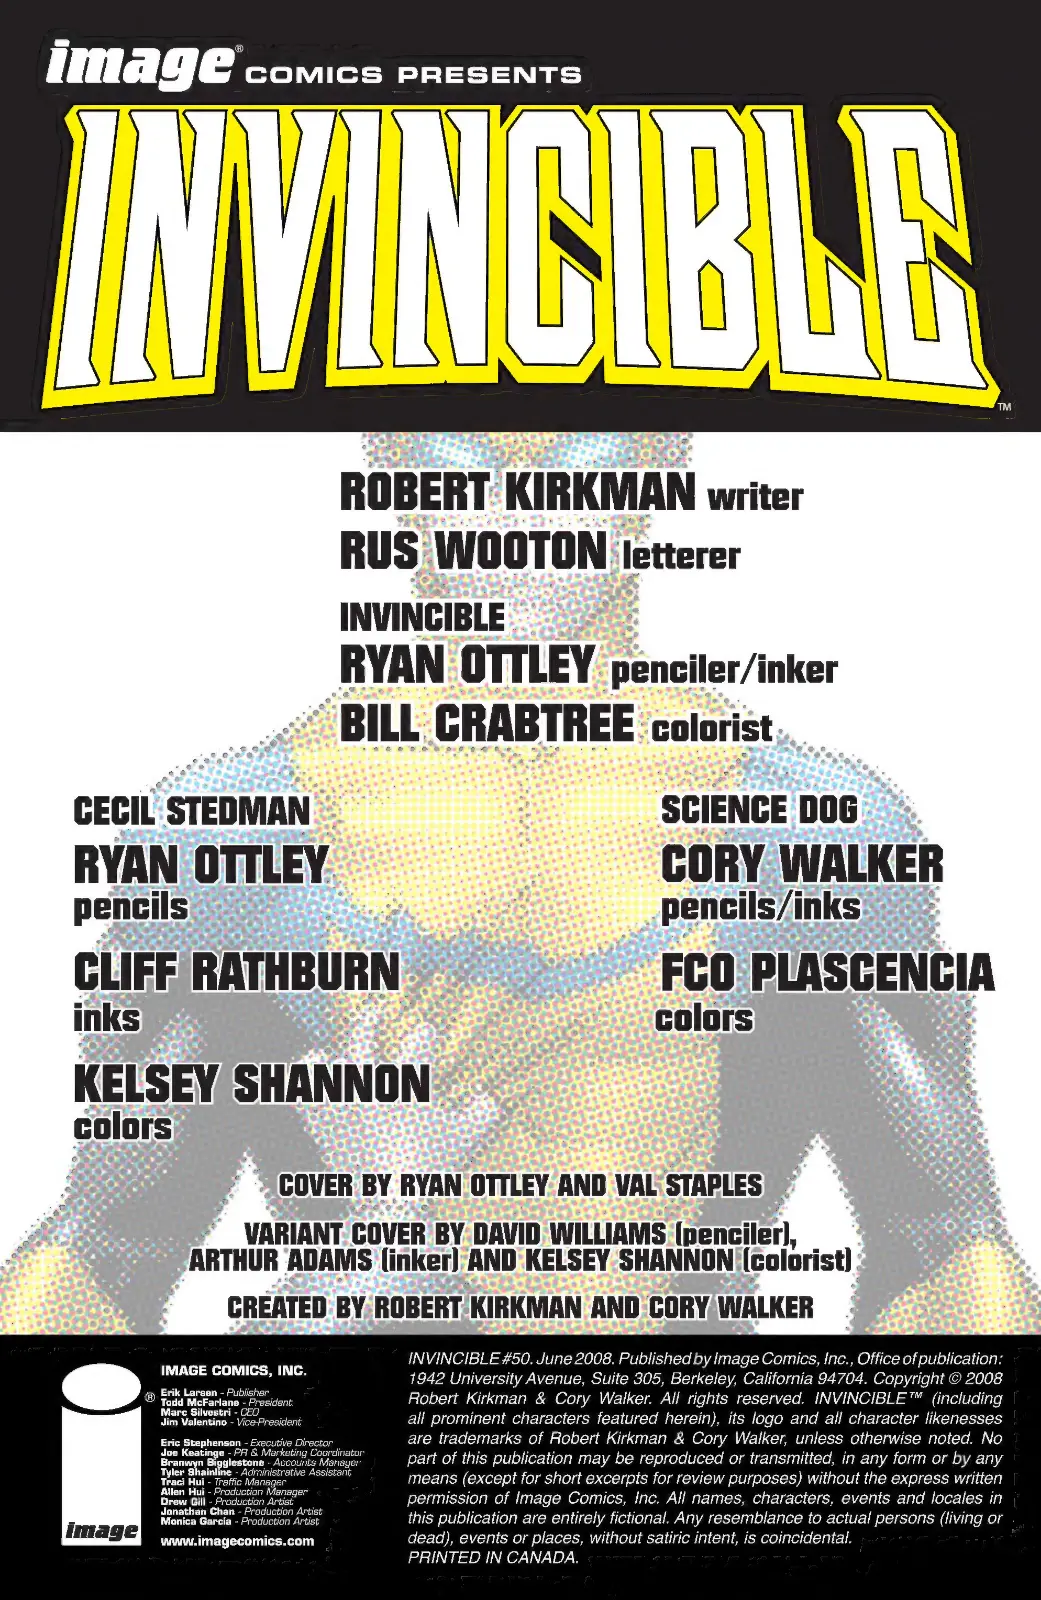 image® COMICS PRESENTS
INVINCIBLE™
ROBERT KIRKMAN writer
RUS WOOTON letterer
INVINCIBLE
RYAN OTTLEY penciler/inker
BILL CRABTREE colorist
CECIL STEDMAN
RYAN OTTLEY
pencils
CLIFF RATHBURN
inks
KELSEY SHANNON
colors
SCIENCE DOG
CORY WALKER
pencils/inks
FCO PLASCENCIA
colors
COVER BY RYAN OTTLEY AND VAL STAPLES
VARIANT COVER BY DAVID WILLIAMS (penciler),
ARTHUR ADAMS (inker) AND KELSEY SHANNON (colorist)
CREATED BY ROBERT KIRKMAN AND CORY WALKER
®
image
IMAGE COMICS, INC.
Erik Larsen - Publisher
Todd McFarlane - President
Marc Silvestri - CEO
Jim Valentino - Vice-President
Eric Stephenson - Executive Director
Joe Keatinge - PR & Marketing Coordinator
Branwyn Bigglestone - Accounts Manager
Tyler Shainline - Administrative Assistant
Traci Hui - Traffic Manager
Allen Hui - Production Manager
Drew Gill - Production Artist
Jonathan Chan - Production Artist
Monica Garcia - Production Artist
www.imagecomics.com
INVINCIBLE #50. June 2008. Published by Image Comics, Inc., Office of publication:
1942 University Avenue, Suite 305, Berkeley, California 94704. Copyright © 2008
Robert Kirkman & Cory Walker. All rights reserved. INVINCIBLE™ (including
all prominent characters featured herein), its logo and all character likenesses
are trademarks of Robert Kirkman & Cory Walker, unless otherwise noted. No
part of this publication may be reproduced or transmitted, in any form or by any
means (except for short excerpts for review purposes) without the express written
permission of Image Comics, Inc. All names, characters, events and locales in
this publication are entirely fictional. Any resemblance to actual persons (living or
dead), events or places, without satiric intent, is coincidental.
PRINTED IN CANADA.